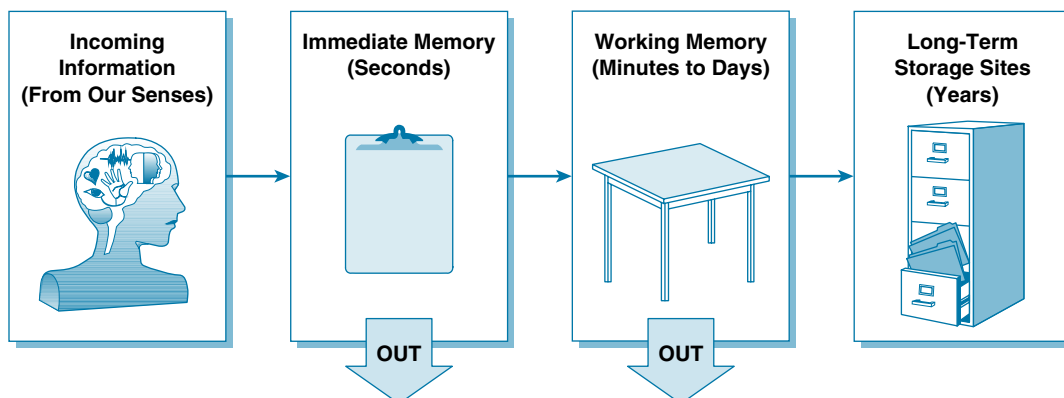 Incoming
Information
(From Our Senses)
Immediate Memory
(Seconds)
Working Memory
(Minutes to Days)
Long-Term
Storage Sites
(Years)
OUT
OUT